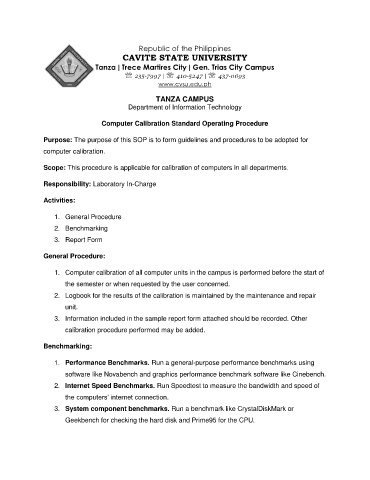 Republic of the Philippines
CAVITE STATE UNIVERSITY
Tanza | Trece Martires City | Gen. Trias City Campus
☏ 235-7997 | ☏ 410-5247 | ☏ 437-0693
www.cvsu.edu.ph
TANZA CAMPUS
Department of Information Technology
Computer Calibration Standard Operating Procedure
Purpose: The purpose of this SOP is to form guidelines and procedures to be adopted for
computer calibration.
Scope: This procedure is applicable for calibration of computers in all departments.
Responsibility: Laboratory In-Charge
Activities:
1. General Procedure
2. Benchmarking
3. Report Form
General Procedure:
1. Computer calibration of all computer units in the campus is performed before the start of
the semester or when requested by the user concerned.
2. Logbook for the results of the calibration is maintained by the maintenance and repair
unit.
3. Information included in the sample report form attached should be recorded. Other
calibration procedure performed may be added.
Benchmarking:
1. Performance Benchmarks. Run a general-purpose performance benchmarks using
software like Novabench and graphics performance benchmark software like Cinebench.
2. Internet Speed Benchmarks. Run Speedtest to measure the bandwidth and speed of
the computers' internet connection.
3. System component benchmarks. Run a benchmark like CrystalDiskMark or
Geekbench for checking the hard disk and Prime95 for the CPU.